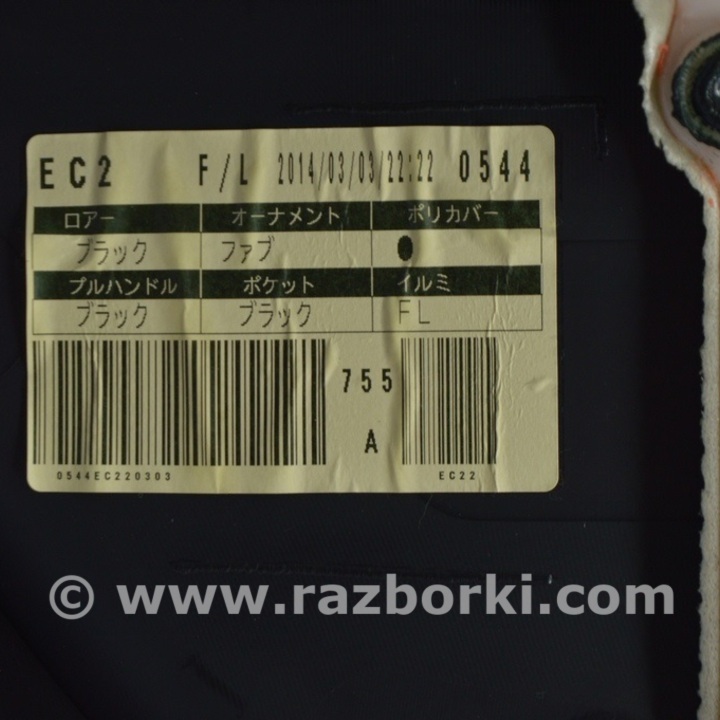 EC2 F/L 2014/03/03/22:22 0544
ロアー オーナメント ポリカバー
ブラック ファブ ●
プルハンドル ポケット イルミ
ブラック ブラック FL
755
A
0544EC220303 EC22
© www.razborki.com